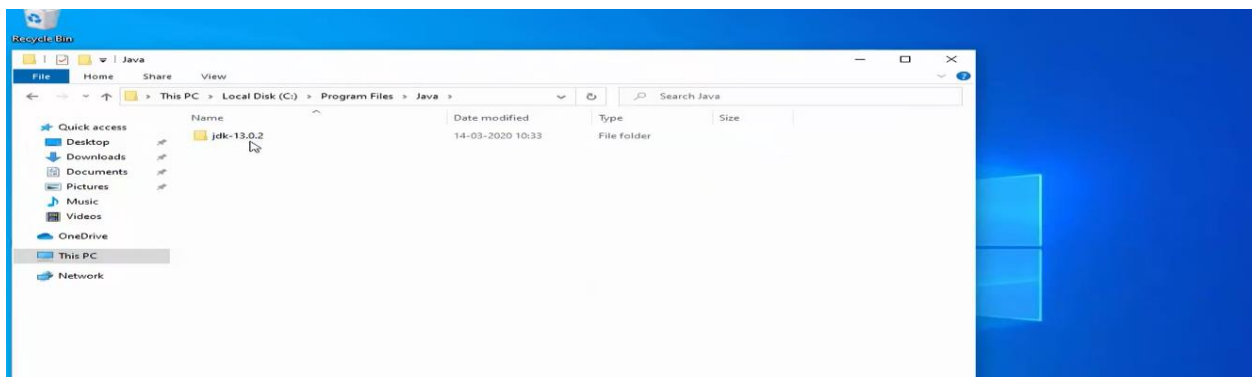 Recycle Bin
Java
File Home Share View
This PC > Local Disk (C:) > Program Files > Java >
Search Java
Name Date modified Type Size
jdk-13.0.2 14-03-2020 10:33 File folder
Quick access
Desktop
Downloads
Documents
Pictures
Music
Videos
OneDrive
This PC
Network